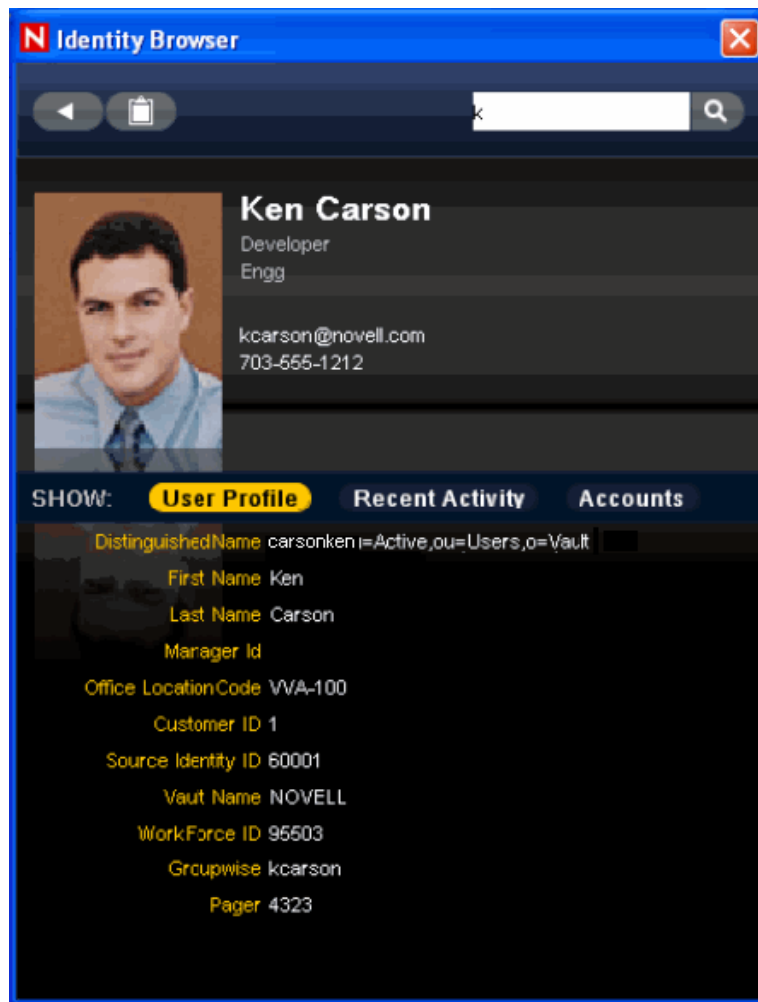 N Identity Browser
k
Ken Carson
Developer
Engg
kcarson@novell.com
703-555-1212
SHOW: User Profile Recent Activity Accounts
DistinguishedName carsonken=Active,ou=Users,o=Vault
First Name Ken
Last Name Carson
Manager Id
Office LocationCode VVA-100
Customer ID 1
Source Identity ID 60001
Vaut Name NOVELL
WorkForce ID 95503
Groupwise kcarson
Pager 4323